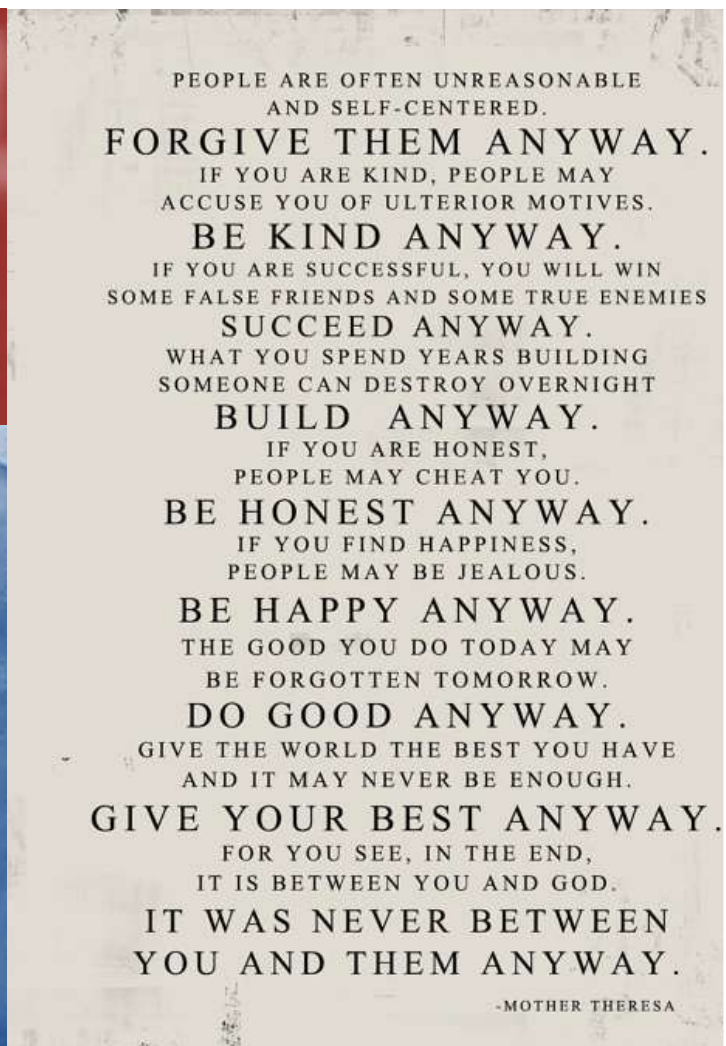 PEOPLE ARE OFTEN UNREASONABLE
AND SELF-CENTERED.
FORGIVE THEM ANYWAY.
IF YOU ARE KIND, PEOPLE MAY
ACCUSE YOU OF ULTERIOR MOTIVES.
BE KIND ANYWAY.
IF YOU ARE SUCCESSFUL, YOU WILL WIN
SOME FALSE FRIENDS AND SOME TRUE ENEMIES
SUCCEED ANYWAY.
WHAT YOU SPEND YEARS BUILDING
SOMEONE CAN DESTROY OVERNIGHT
BUILD ANYWAY.
IF YOU ARE HONEST,
PEOPLE MAY CHEAT YOU.
BE HONEST ANYWAY.
IF YOU FIND HAPPINESS,
PEOPLE MAY BE JEALOUS.
BE HAPPY ANYWAY.
THE GOOD YOU DO TODAY MAY
BE FORGOTTEN TOMORROW.
DO GOOD ANYWAY.
GIVE THE WORLD THE BEST YOU HAVE
AND IT MAY NEVER BE ENOUGH.
GIVE YOUR BEST ANYWAY.
FOR YOU SEE, IN THE END,
IT IS BETWEEN YOU AND GOD.
IT WAS NEVER BETWEEN
YOU AND THEM ANYWAY.
-MOTHER THERESA